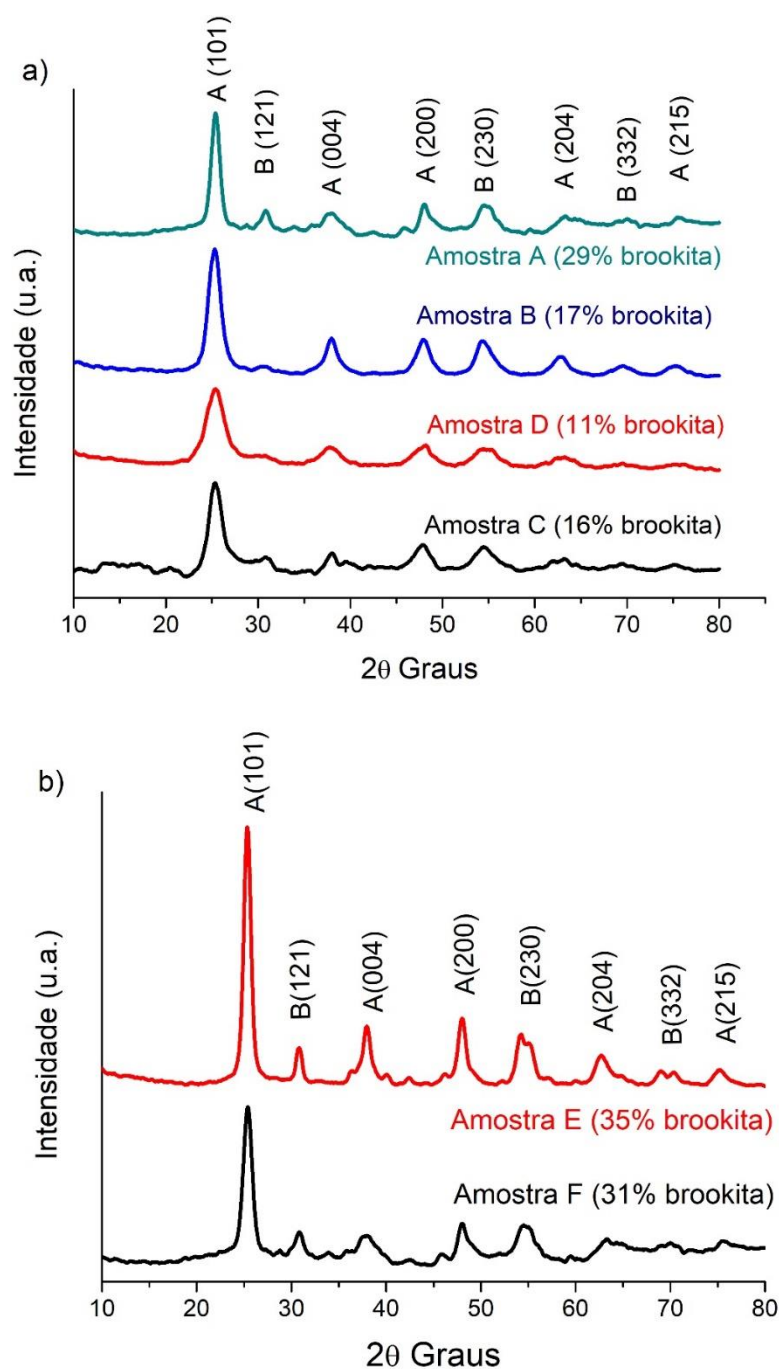 a)
A (101)
B (121)
A (004)
A (200)
B (230)
A (204)
B (332)
A (215)
Intensidade (u.a.)
Amostra A (29% brookita)
Amostra B (17% brookita)
Amostra D (11% brookita)
Amostra C (16% brookita)
10 20 30 40 50 60 70 80
2θ Graus
b)
A(101)
B(121)
A(004)
A(200)
B(230)
A(204)
B(332)
A(215)
Intensidade (u.a.)
Amostra E (35% brookita)
Amostra F (31% brookita)
10 20 30 40 50 60 70 80
2θ Graus